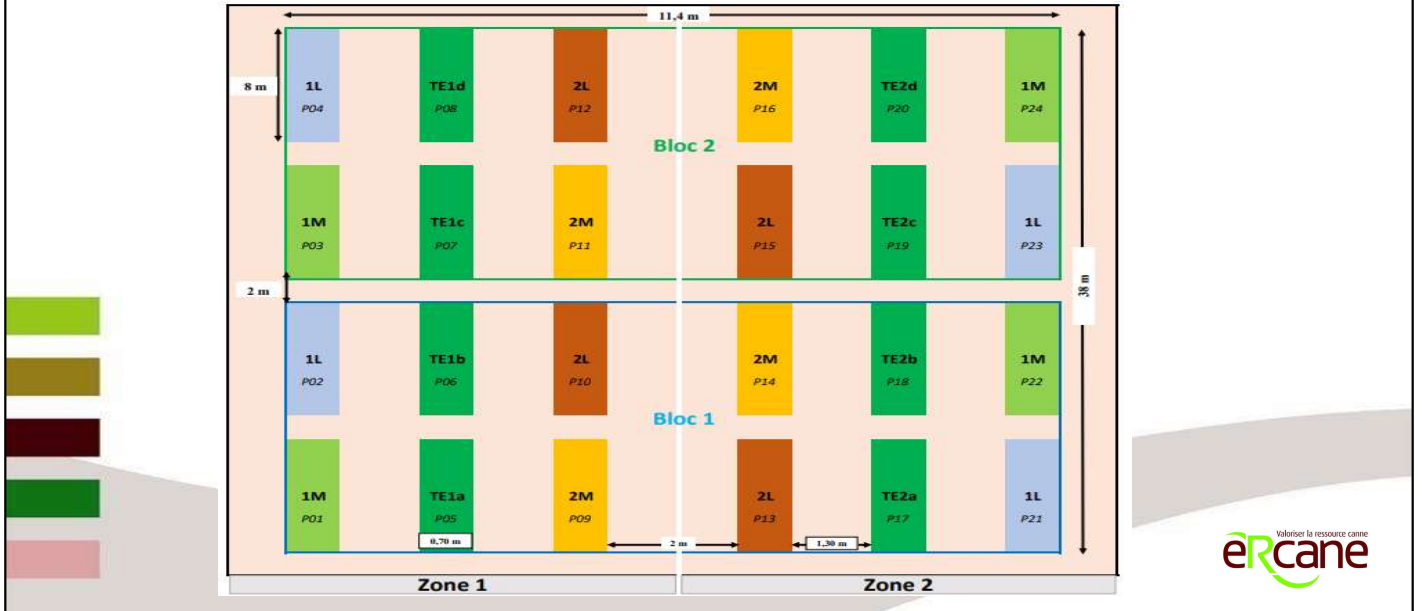 11,4 m
8 m
1L
TE1d
2L
2M
TE2d
1M
P04
P08
P12
P16
P20
P24
Bloc 2
1M
TE1c
2M
2L
TE2c
1L
P03
P07
P11
P15
P19
P23
2 m
38 m
1L
TE1b
2L
2M
TE2b
1M
P02
P06
P10
P14
P18
P22
Bloc 1
1M
TE1a
2M
2L
TE2a
1L
P01
P05
P09
P13
P17
P21
0,70 m
2 m
1,30 m
Zone 1
Zone 2
Valoriser la ressource canne
eRcane